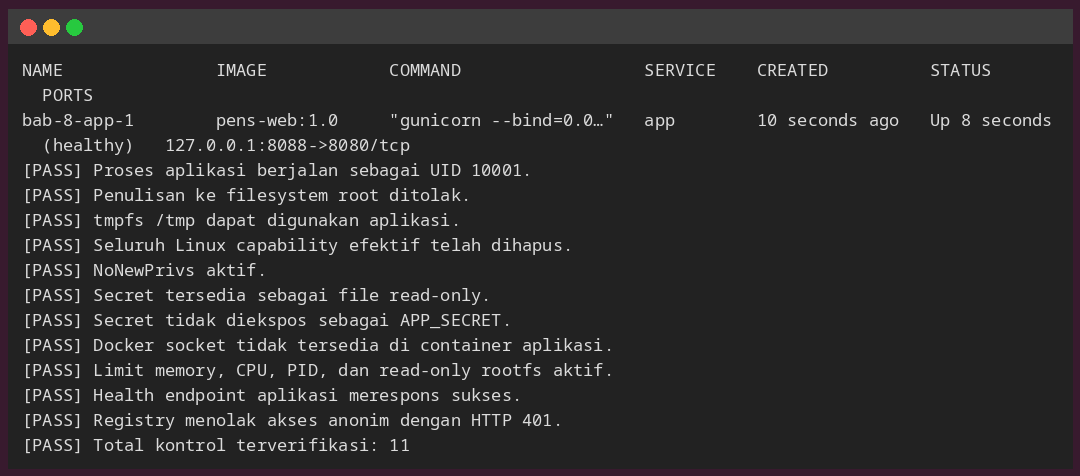 NAME               IMAGE            COMMAND                  SERVICE    CREATED          STATUS
  PORTS
bab-8-app-1        pens-web:1.0     "gunicorn --bind=0.0…"   app        10 seconds ago   Up 8 seconds
  (healthy)   127.0.0.1:8088->8080/tcp
[PASS] Proses aplikasi berjalan sebagai UID 10001.
[PASS] Penulisan ke filesystem root ditolak.
[PASS] tmpfs /tmp dapat digunakan aplikasi.
[PASS] Seluruh Linux capability efektif telah dihapus.
[PASS] NoNewPrivs aktif.
[PASS] Secret tersedia sebagai file read-only.
[PASS] Secret tidak diekspos sebagai APP_SECRET.
[PASS] Docker socket tidak tersedia di container aplikasi.
[PASS] Limit memory, CPU, PID, dan read-only rootfs aktif.
[PASS] Health endpoint aplikasi merespons sukses.
[PASS] Registry menolak akses anonim dengan HTTP 401.
[PASS] Total kontrol terverifikasi: 11